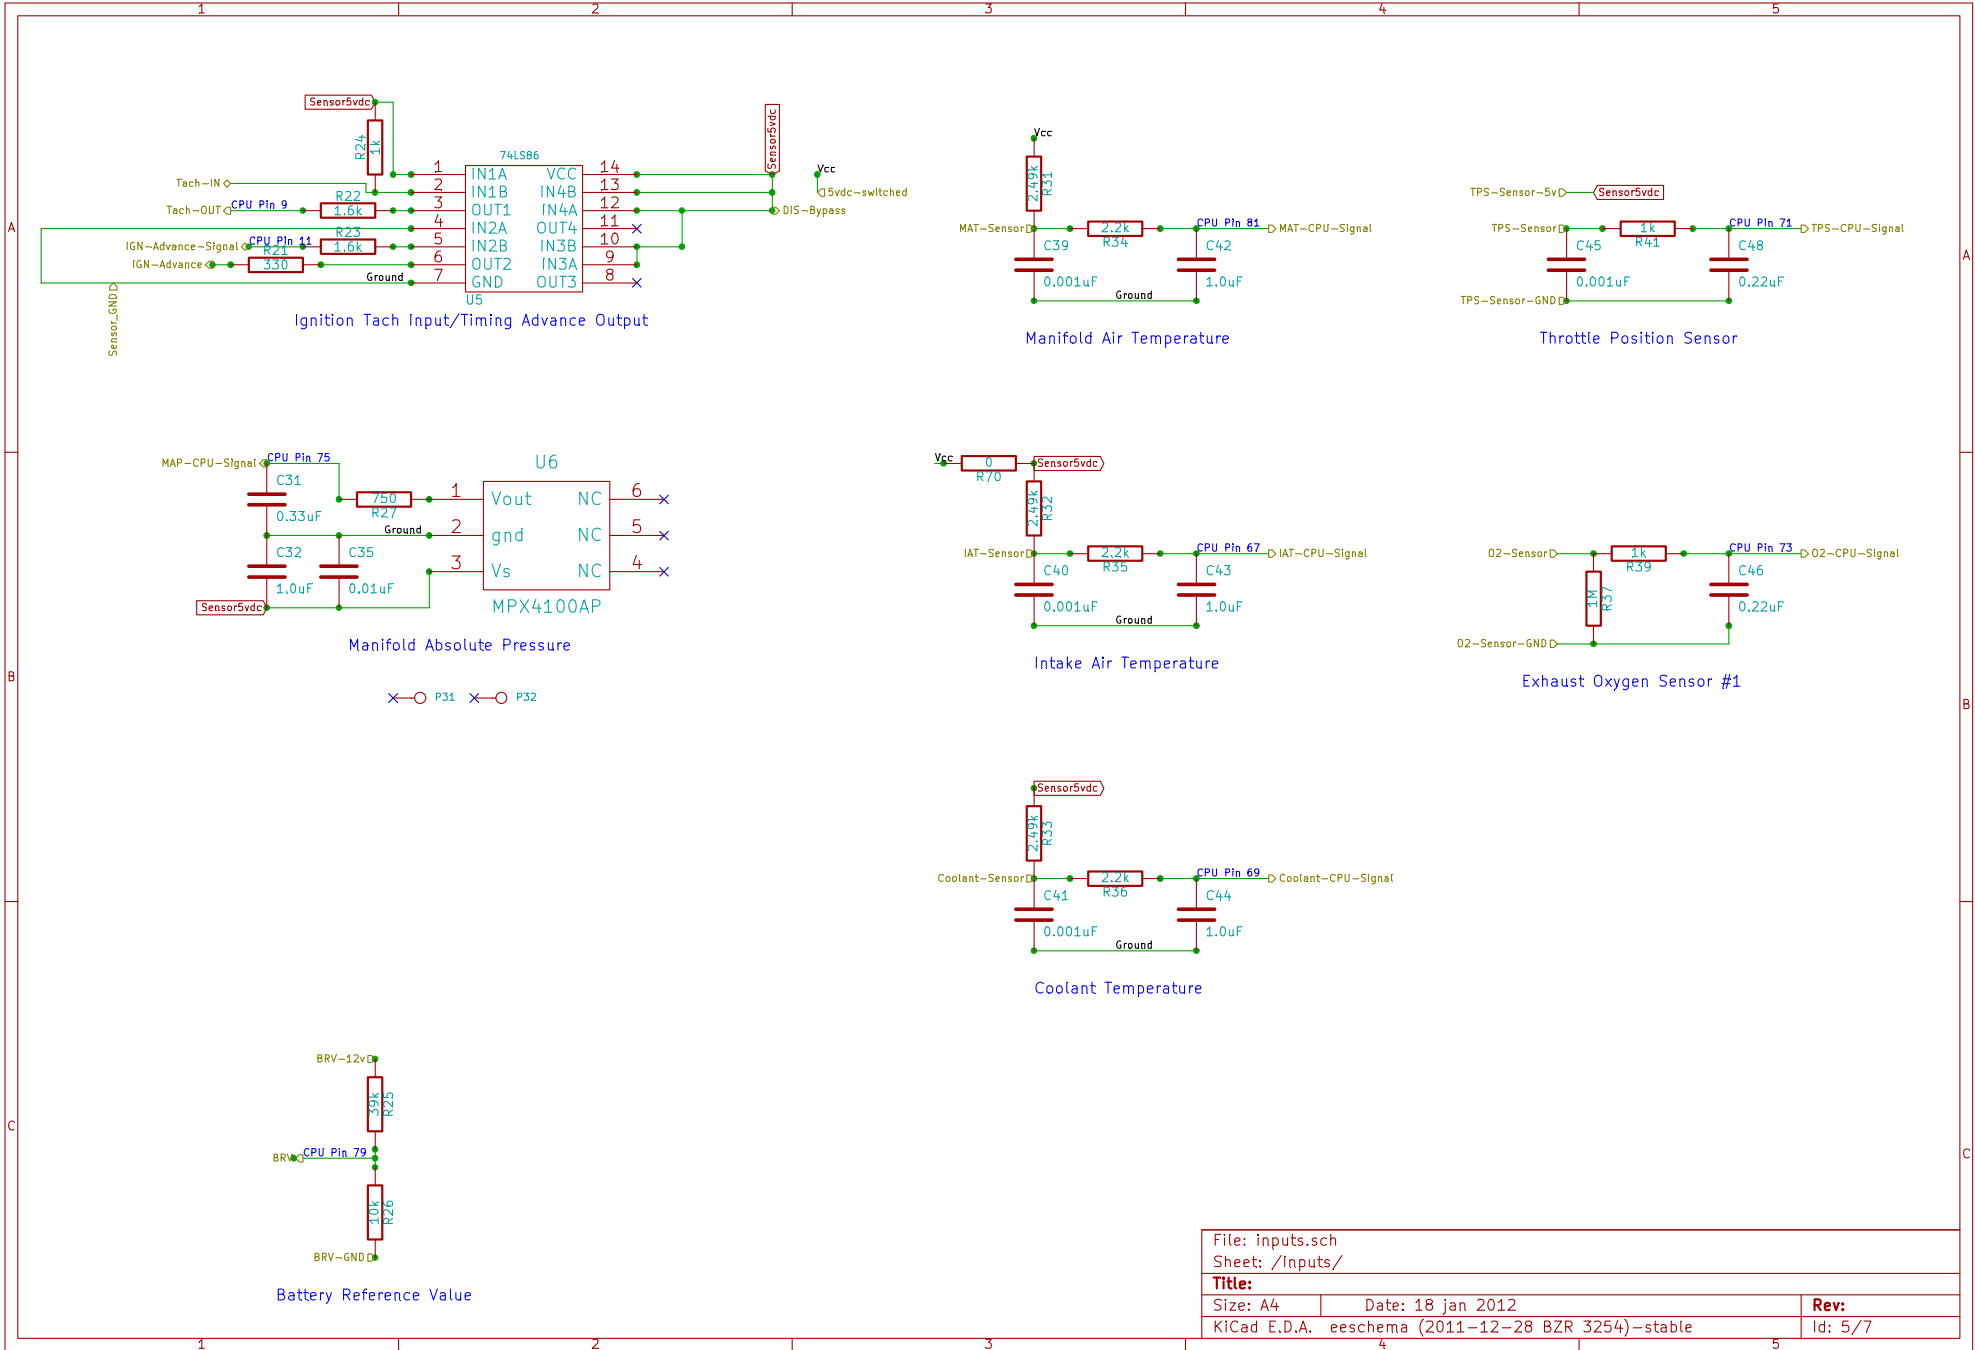 1 2 3 4 5
A
B
C
A
B
C
1 2 3 4 5
Sensor5vdc
R24
1k
Tach-IN
Tach-OUT
CPU Pin 9
R22
1.6k
IGN-Advance-Signal
CPU Pin 11
R23
1.6k
IGN-Advance
R21
330
Ground
Sensor_GND
74LS86
1 IN1A
2 IN1B
3 OUT1
4 IN2A
5 IN2B
6 OUT2
7 GND
VCC 14
IN4B 13
IN4A 12
OUT4 11
IN3B 10
IN3A 9
OUT3 8
U5
Sensor5vdc
DIS-Bypass
Vcc
5vdc-switched
Ignition Tach Input/Timing Advance Output
Vcc
2.49k
R31
MAT-Sensor
2.2k
R34
CPU Pin 81
MAT-CPU-Signal
C39
0.001uF
C42
1.0uF
Ground
Manifold Air Temperature
TPS-Sensor-5v
Sensor5vdc
TPS-Sensor
1k
R41
CPU Pin 71
TPS-CPU-Signal
C45
0.001uF
C48
0.22uF
TPS-Sensor-GND
Throttle Position Sensor
MAP-CPU-Signal
CPU Pin 75
C31
0.33uF
750
R27
Ground
C32
1.0uF
C35
0.01uF
Sensor5vdc
U6
1 Vout
2 gnd
3 Vs
NC 6
NC 5
NC 4
MPX4100AP
Manifold Absolute Pressure
P31
P32
Vcc
0
R70
Sensor5vdc
2.49k
R32
IAT-Sensor
2.2k
R35
CPU Pin 67
IAT-CPU-Signal
C40
0.001uF
C43
1.0uF
Ground
Intake Air Temperature
O2-Sensor
1k
R39
CPU Pin 73
O2-CPU-Signal
1M
R37
C46
0.22uF
O2-Sensor-GND
Exhaust Oxygen Sensor #1
Sensor5vdc
2.49k
R33
Coolant-Sensor
2.2k
R36
CPU Pin 69
Coolant-CPU-Signal
C41
0.001uF
C44
1.0uF
Ground
Coolant Temperature
BRV-12v
39k
R25
BRV
CPU Pin 79
10k
R26
BRV-GND
Battery Reference Value
File: inputs.sch
Sheet: /inputs/
Title:
Size: A4 Date: 18 jan 2012 Rev:
KiCad E.D.A. eeschema (2011-12-28 BZR 3254)-stable Id: 5/7